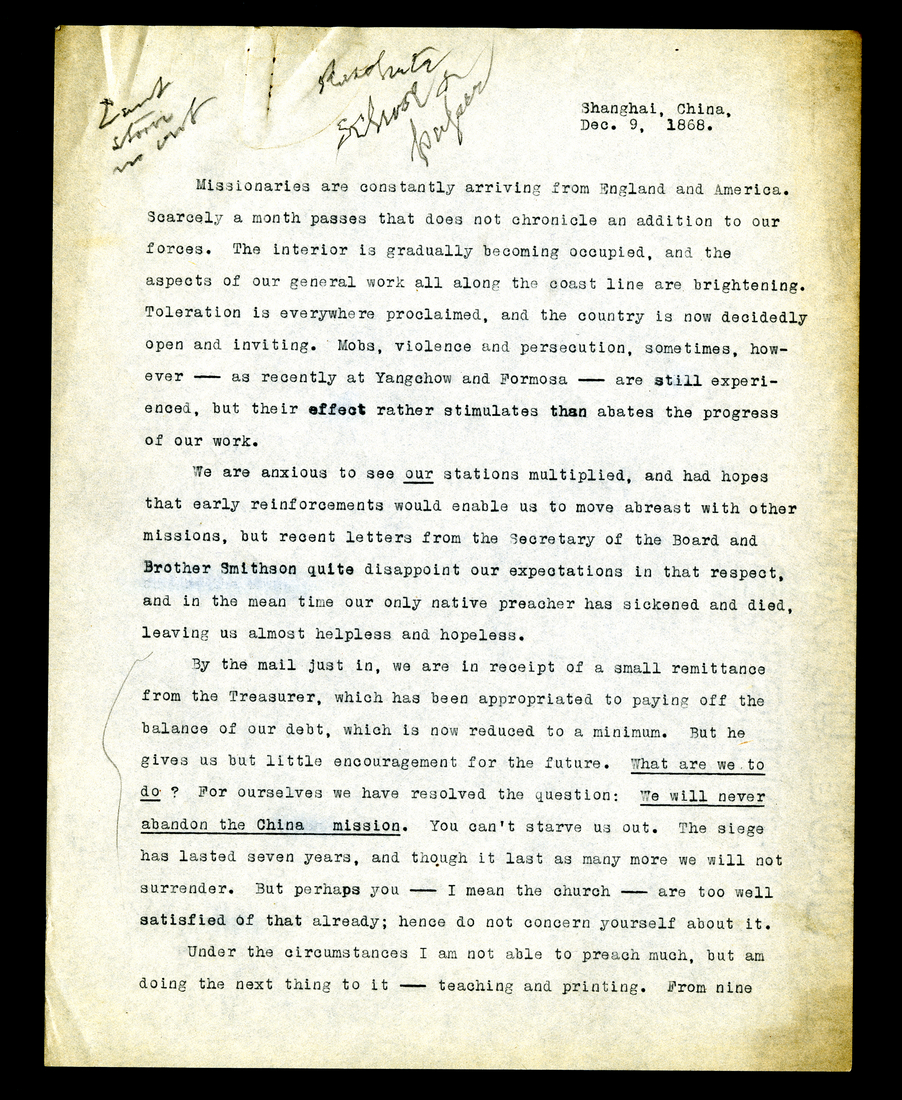 Can't
starve
us out
Resolute
School &
helper
Shanghai, China,
Dec. 9, 1868.
Missionaries are constantly arriving from England and America.
Scarcely a month passes that does not chronicle an addition to our
forces. The interior is gradually becoming occupied, and the
aspects of our general work all along the coast line are brightening.
Toleration is everywhere proclaimed, and the country is now decidedly
open and inviting. Mobs, violence and persecution, sometimes, how-
ever — as recently at Yangchow and Formosa — are still experi-
enced, but their effect rather stimulates than abates the progress
of our work.
We are anxious to see our stations multiplied, and had hopes
that early reinforcements would enable us to move abreast with other
missions, but recent letters from the Secretary of the Board and
Brother Smithson quite disappoint our expectations in that respect,
and in the mean time our only native preacher has sickened and died,
leaving us almost helpless and hopeless.
By the mail just in, we are in receipt of a small remittance
from the Treasurer, which has been appropriated to paying off the
balance of our debt, which is now reduced to a minimum. But he
gives us but little encouragement for the future. What are we to
do ? For ourselves we have resolved the question: We will never
abandon the China mission. You can't starve us out. The siege
has lasted seven years, and though it last as many more we will not
surrender. But perhaps you — I mean the church — are too well
satisfied of that already; hence do not concern yourself about it.
Under the circumstances I am not able to preach much, but am
doing the next thing to it — teaching and printing. From nine